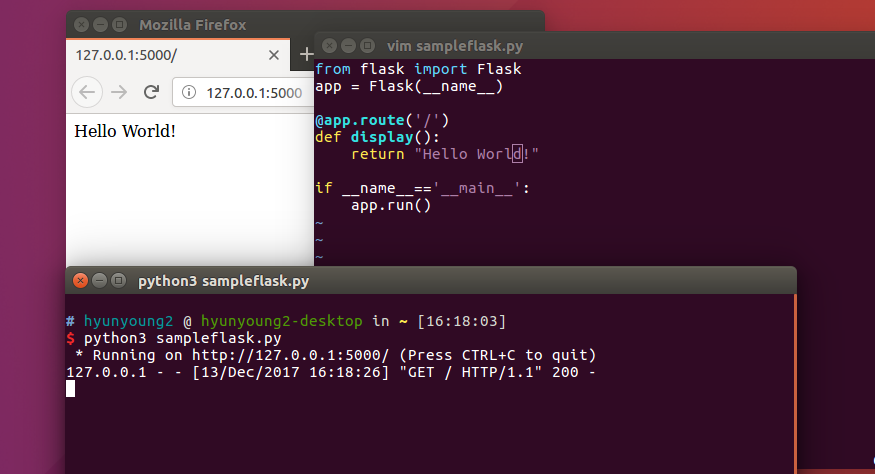 Mozilla Firefox
127.0.0.1:5000/
127.0.0.1:5000
Hello World!
vim sampleflask.py
from flask import Flask
app = Flask(__name__)
@app.route('/')
def display():
    return "Hello World!"
if __name__=='__main__':
    app.run()
~
~
~
python3 sampleflask.py
# hyunyoung2 @ hyunyoung2-desktop in ~ [16:18:03]
$ python3 sampleflask.py
 * Running on http://127.0.0.1:5000/ (Press CTRL+C to quit)
127.0.0.1 - - [13/Dec/2017 16:18:26] "GET / HTTP/1.1" 200 -